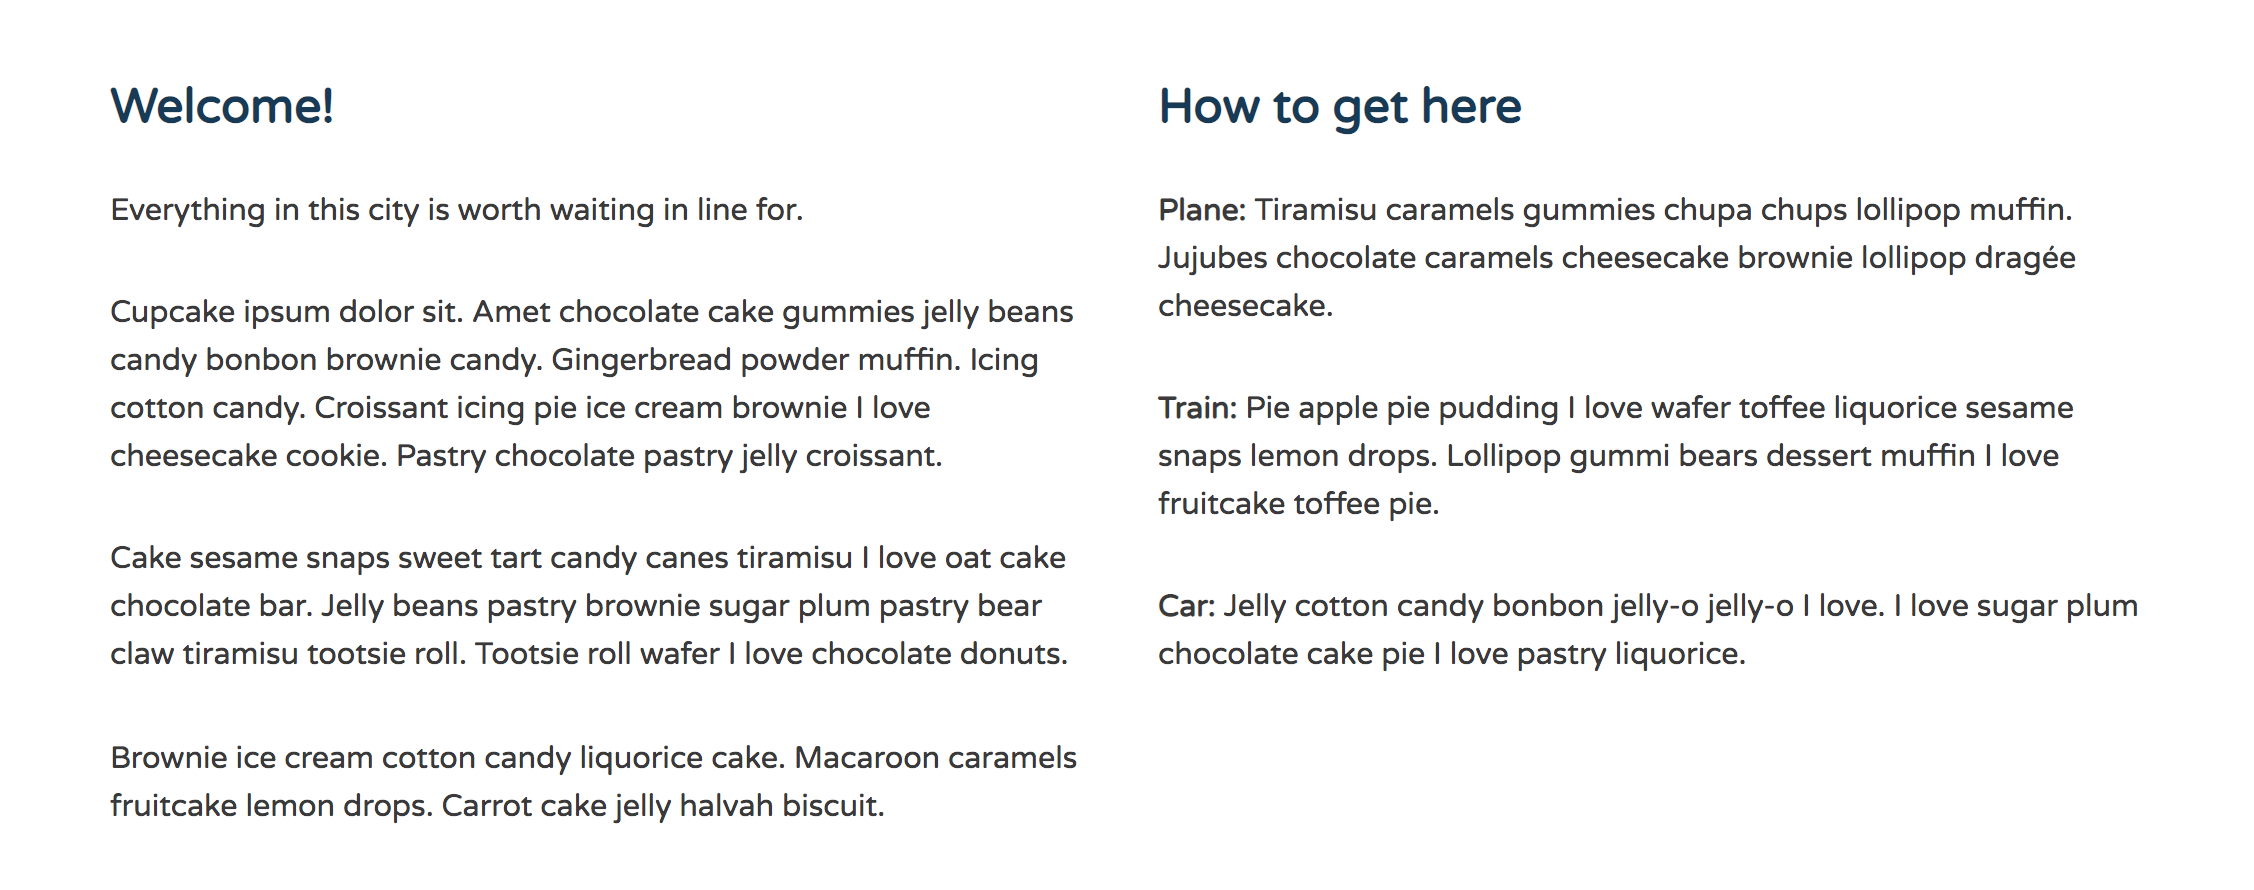 Welcome!
Everything in this city is worth waiting in line for.
Cupcake ipsum dolor sit. Amet chocolate cake gummies jelly beans
candy bonbon brownie candy. Gingerbread powder muffin. Icing
cotton candy. Croissant icing pie ice cream brownie I love
cheesecake cookie. Pastry chocolate pastry jelly croissant.
Cake sesame snaps sweet tart candy canes tiramisu I love oat cake
chocolate bar. Jelly beans pastry brownie sugar plum pastry bear
claw tiramisu tootsie roll. Tootsie roll wafer I love chocolate donuts.
Brownie ice cream cotton candy liquorice cake. Macaroon caramels
fruitcake lemon drops. Carrot cake jelly halvah biscuit.
How to get here
Plane: Tiramisu caramels gummies chupa chups lollipop muffin.
Jujubes chocolate caramels cheesecake brownie lollipop dragée
cheesecake.
Train: Pie apple pie pudding I love wafer toffee liquorice sesame
snaps lemon drops. Lollipop gummi bears dessert muffin I love
fruitcake toffee pie.
Car: Jelly cotton candy bonbon jelly-o jelly-o I love. I love sugar plum
chocolate cake pie I love pastry liquorice.